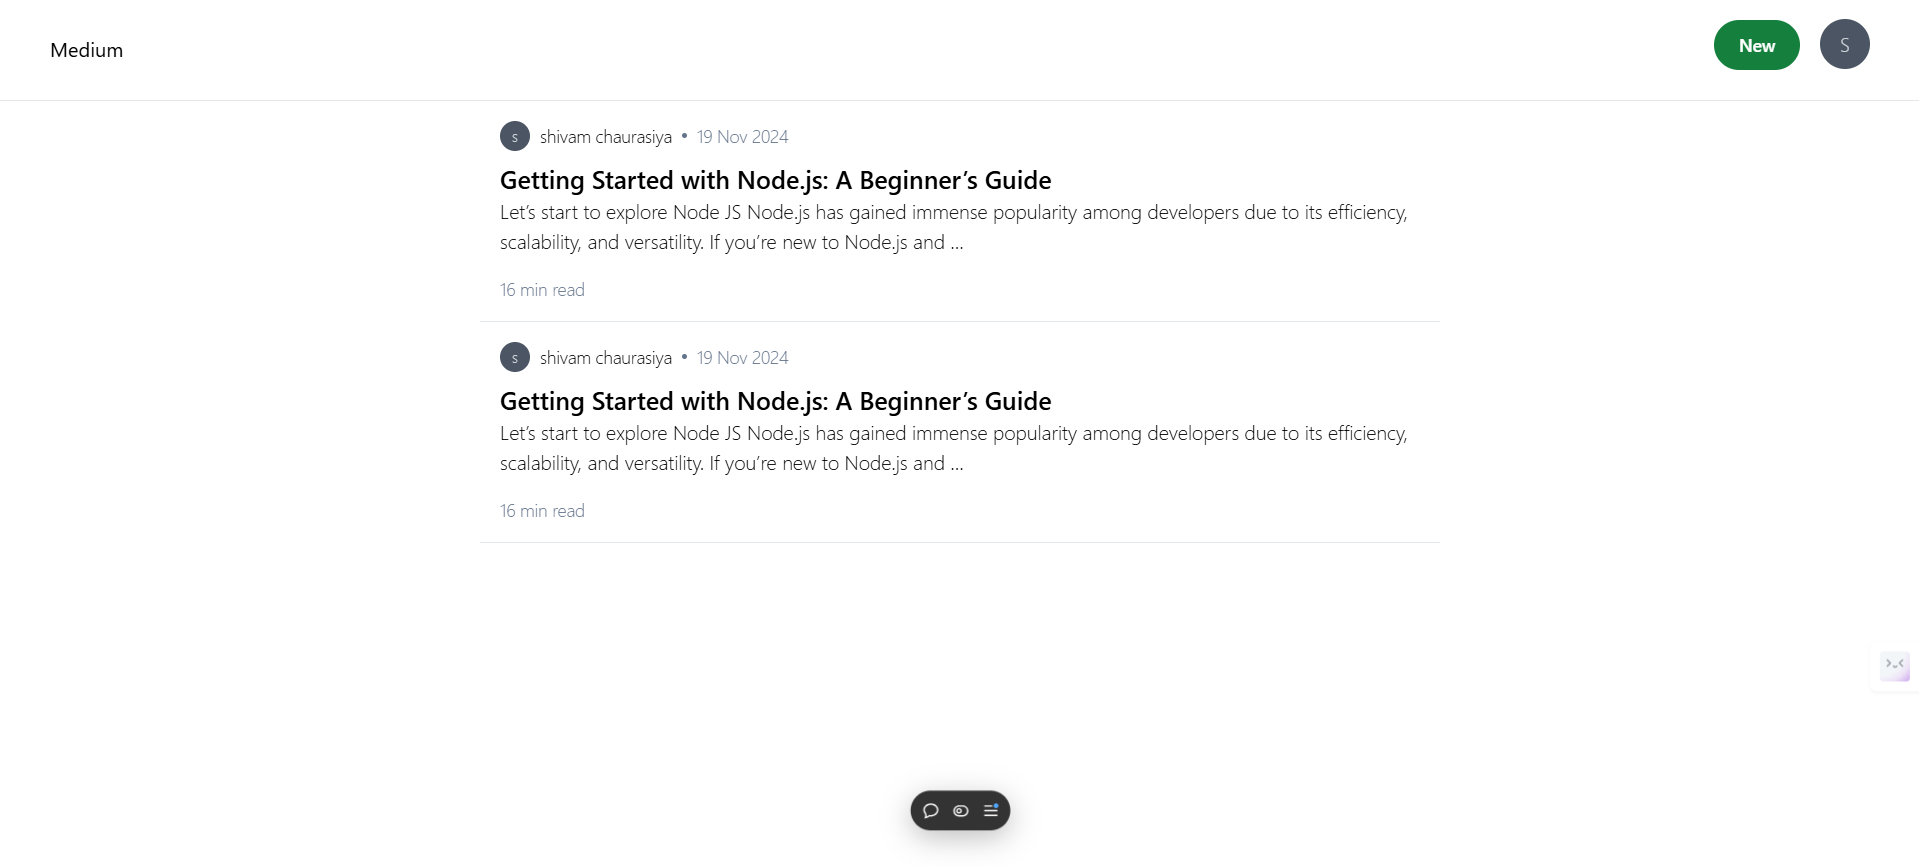 Medium
New
S
s shivam chaurasiya • 19 Nov 2024
Getting Started with Node.js: A Beginner’s Guide
Let’s start to explore Node JS Node.js has gained immense popularity among developers due to its efficiency,
scalability, and versatility. If you’re new to Node.js and ...
16 min read
s shivam chaurasiya • 19 Nov 2024
Getting Started with Node.js: A Beginner’s Guide
Let’s start to explore Node JS Node.js has gained immense popularity among developers due to its efficiency,
scalability, and versatility. If you’re new to Node.js and ...
16 min read